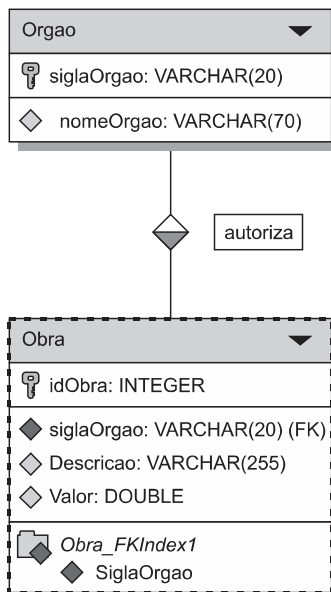 Orgao
siglaOrgao: VARCHAR(20)
nomeOrgao: VARCHAR(70)
autoriza
Obra
idObra: INTEGER
siglaOrgao: VARCHAR(20) (FK)
Descricao: VARCHAR(255)
Valor: DOUBLE
Obra_FKIndex1
SiglaOrgao